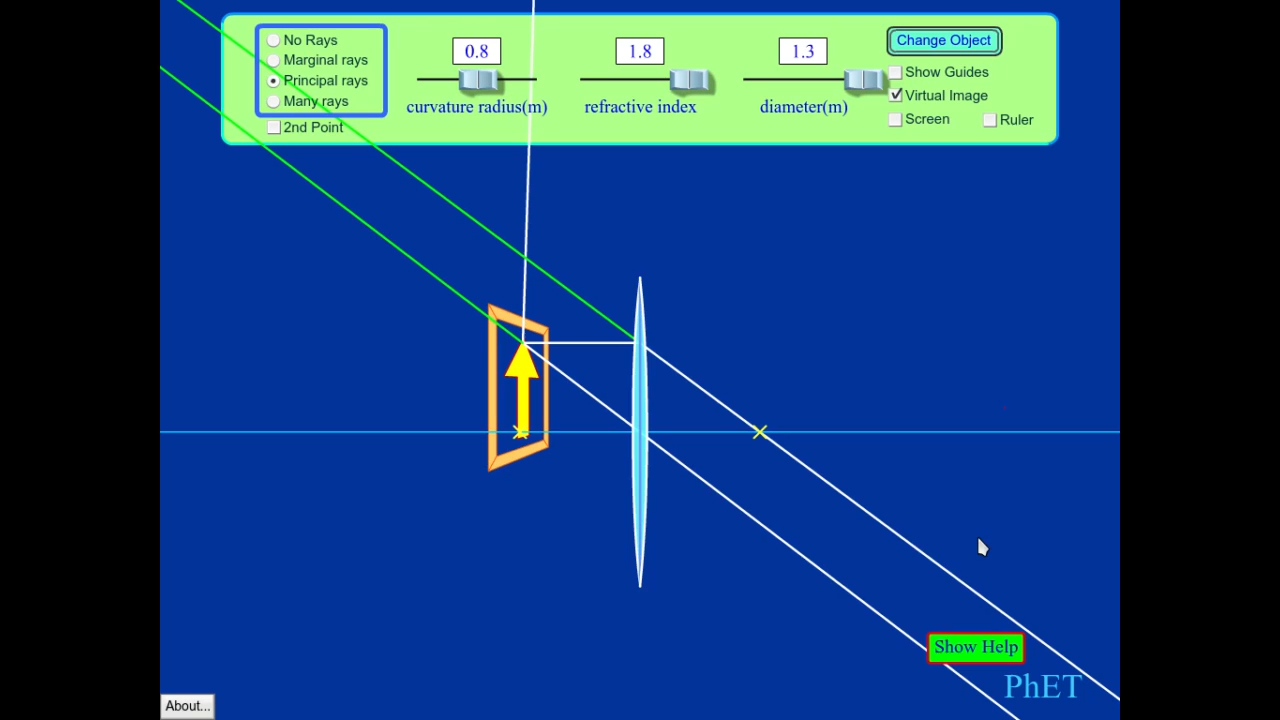 No Rays
Marginal rays
Principal rays
Many rays
2nd Point
0.8
curvature radius(m)
1.8
refractive index
1.3
diameter(m)
Change Object
Show Guides
Virtual Image
Screen
Ruler
Show Help
PhET
About...